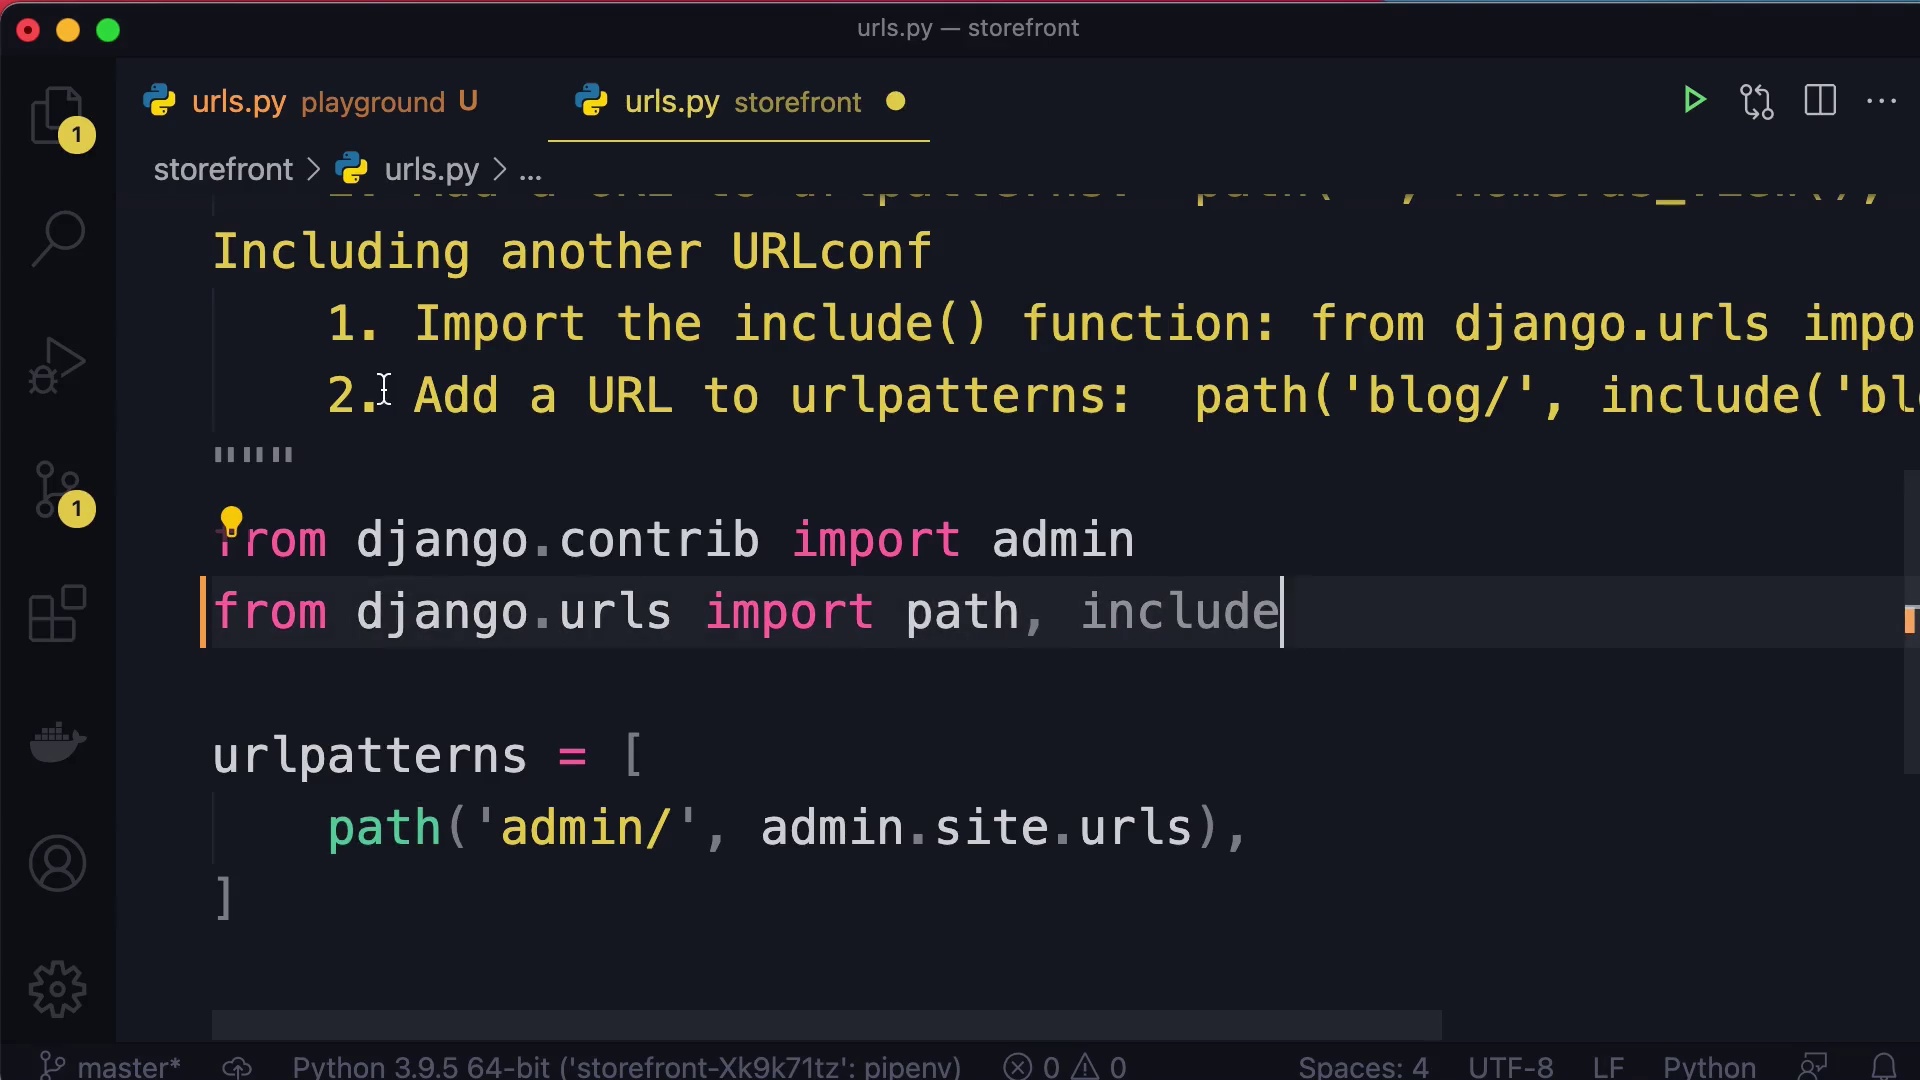 urls.py — storefront
urls.py playground U
urls.py storefront
storefront > urls.py > ...
Including another URLconf
1. Import the include() function: from django.urls impo
2. Add a URL to urlpatterns:  path('blog/', include('bl
"""
from django.contrib import admin
from django.urls import path, include
urlpatterns = [
path('admin/', admin.site.urls),
]
1
1
master* Python 3.9.5 64-bit ('storefront-Xk9k71tz': pipenv) 0 0 Spaces: 4 UTF-8 LF Python